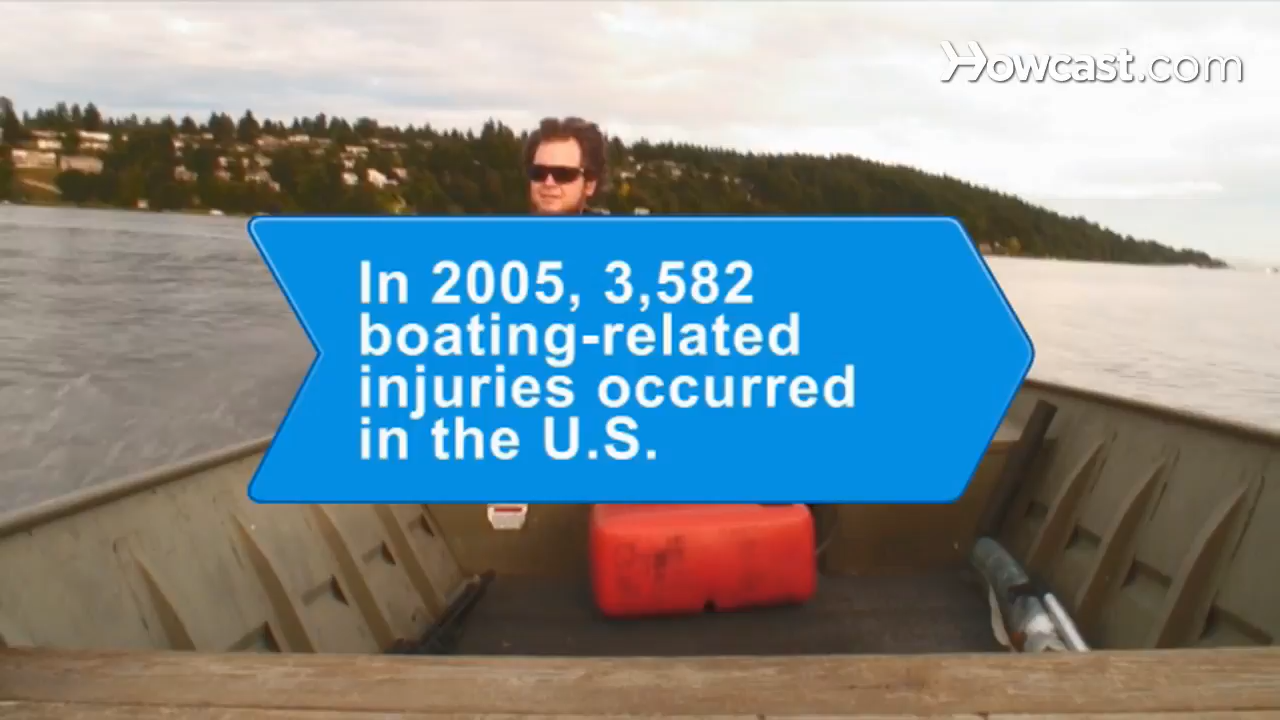 Howcast.com
In 2005, 3,582
boating-related
injuries occurred
in the U.S.